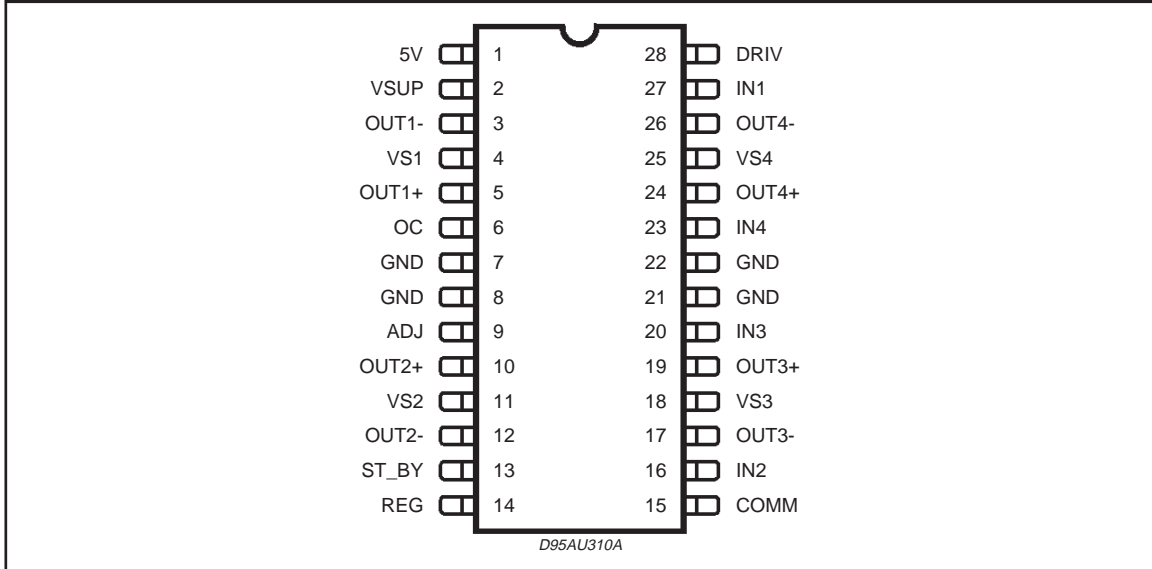 5V 1 28 DRIV
VSUP 2 27 IN1
OUT1- 3 26 OUT4-
VS1 4 25 VS4
OUT1+ 5 24 OUT4+
OC 6 23 IN4
GND 7 22 GND
GND 8 21 GND
ADJ 9 20 IN3
OUT2+ 10 19 OUT3+
VS2 11 18 VS3
OUT2- 12 17 OUT3-
ST_BY 13 16 IN2
REG 14 15 COMM
D95AU310A